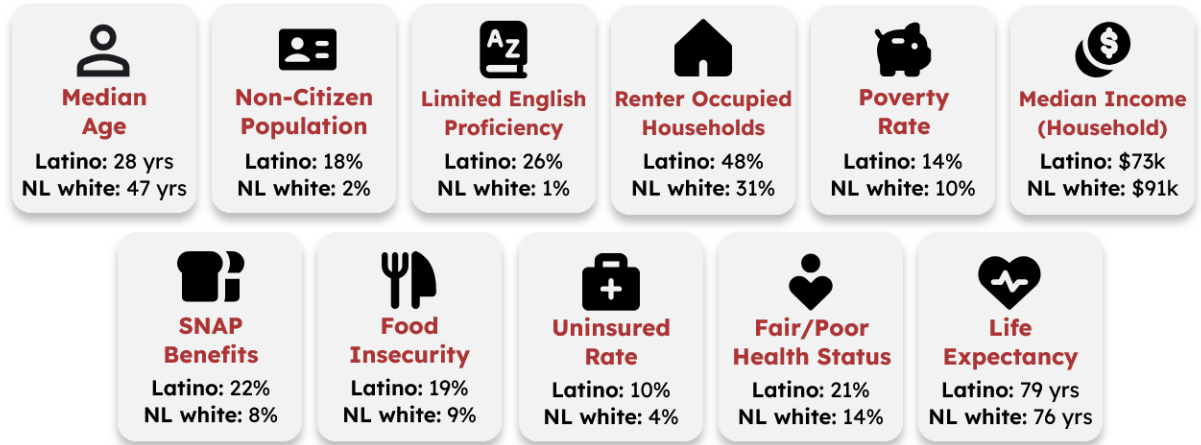 A Z
$
Median
Age
Latino: 28 yrs
NL white: 47 yrs
Non-Citizen
Population
Latino: 18%
NL white: 2%
Limited English
Proficiency
Latino: 26%
NL white: 1%
Renter Occupied
Households
Latino: 48%
NL white: 31%
Poverty
Rate
Latino: 14%
NL white: 10%
Median Income
(Household)
Latino: $73k
NL white: $91k
SNAP
Benefits
Latino: 22%
NL white: 8%
Food
Insecurity
Latino: 19%
NL white: 9%
Uninsured
Rate
Latino: 10%
NL white: 4%
Fair/Poor
Health Status
Latino: 21%
NL white: 14%
Life
Expectancy
Latino: 79 yrs
NL white: 76 yrs